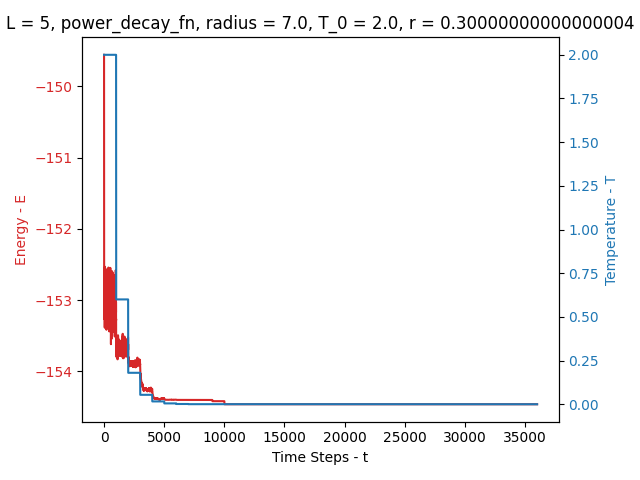 L = 5, power_decay_fn, radius = 7.0, T_0 = 2.0, r = 0.30000000000000004
Energy - E
−150
−151
−152
−153
−154
2.00
1.75
1.50
1.25
1.00
0.75
0.50
0.25
0.00
Temperature - T
0 5000 10000 15000 20000 25000 30000 35000
Time Steps - t